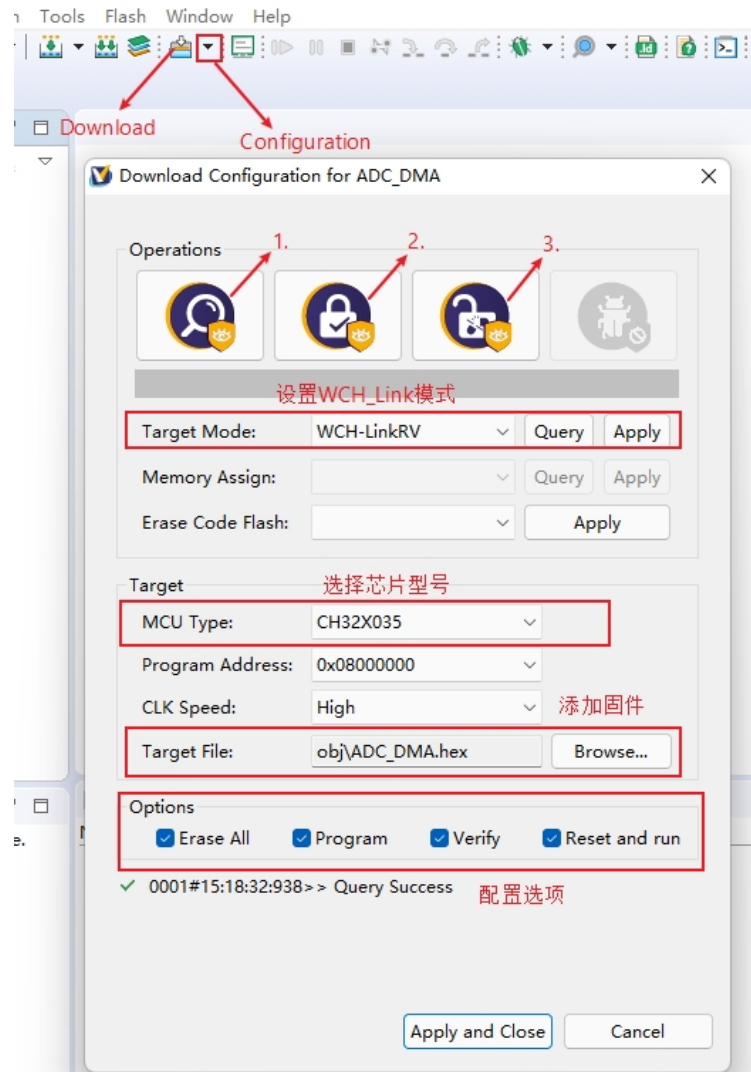 Tools Flash Window Help
Download
Configuration
Download Configuration for ADC_DMA
Operations
1.
2.
3.
设置WCH_Link模式
Target Mode: WCH-LinkRV Query Apply
Memory Assign: Query Apply
Erase Code Flash: Apply
Target
选择芯片型号
MCU Type: CH32X035
Program Address: 0x08000000
CLK Speed: High
添加固件
Target File: obj\ADC_DMA.hex Browse...
Options
Erase All Program Verify Reset and run
0001#15:18:32:938>> Query Success
配置选项
Apply and Close Cancel